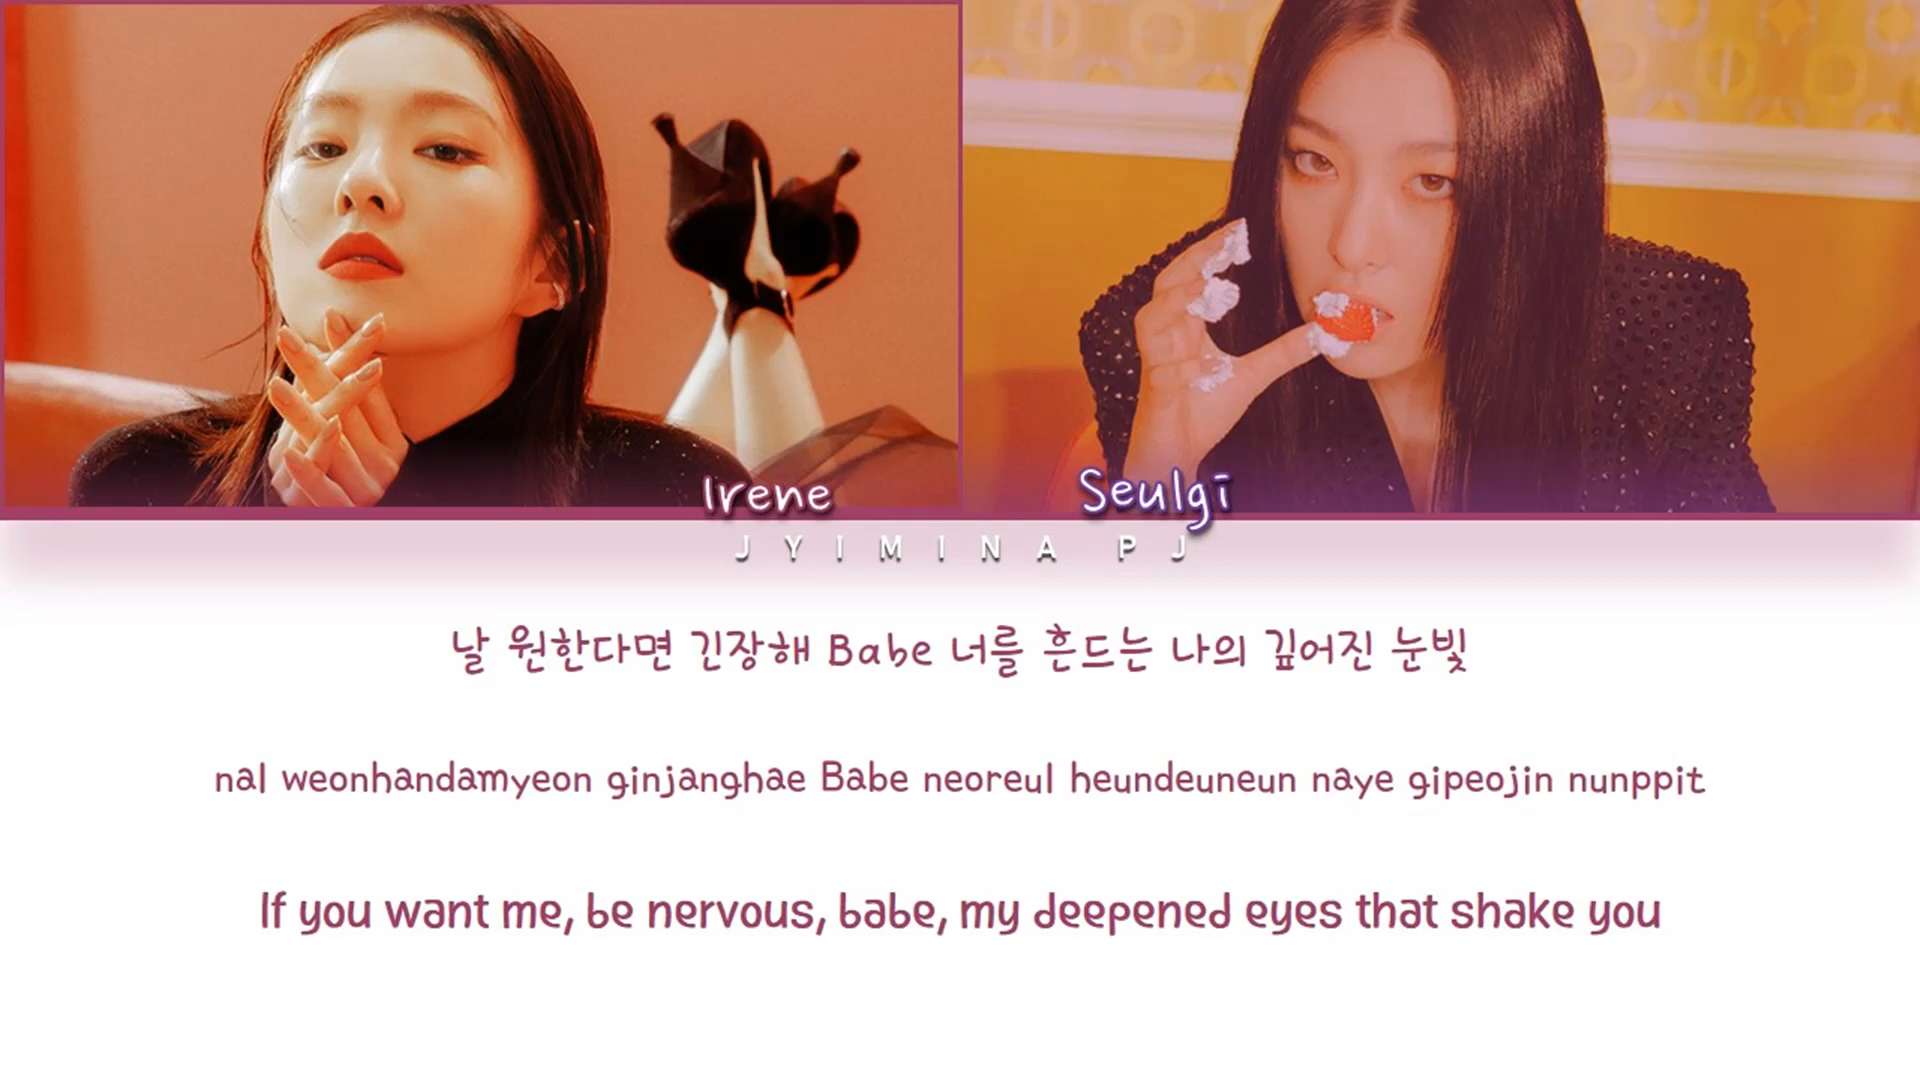 Irene Seulgi
JYIMINA PJ
날 원한다면 긴장해 Babe 너를 흔드는 나의 깊어진 눈빛
nal weonhandamyeon ginjanghae Babe neoreul heundeuneun naye gipeojin nunppit
If you want me, be nervous, babe, my deepened eyes that shake you